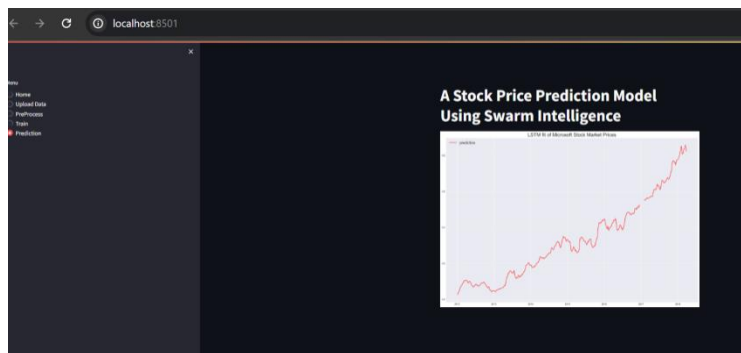 localhost:8501
Menu
Home
Upload Data
PreProcess
Train
Prediction
A Stock Price Prediction Model
Using Swarm Intelligence
LSTM fit of Microsoft Stock Market Prices
prediction